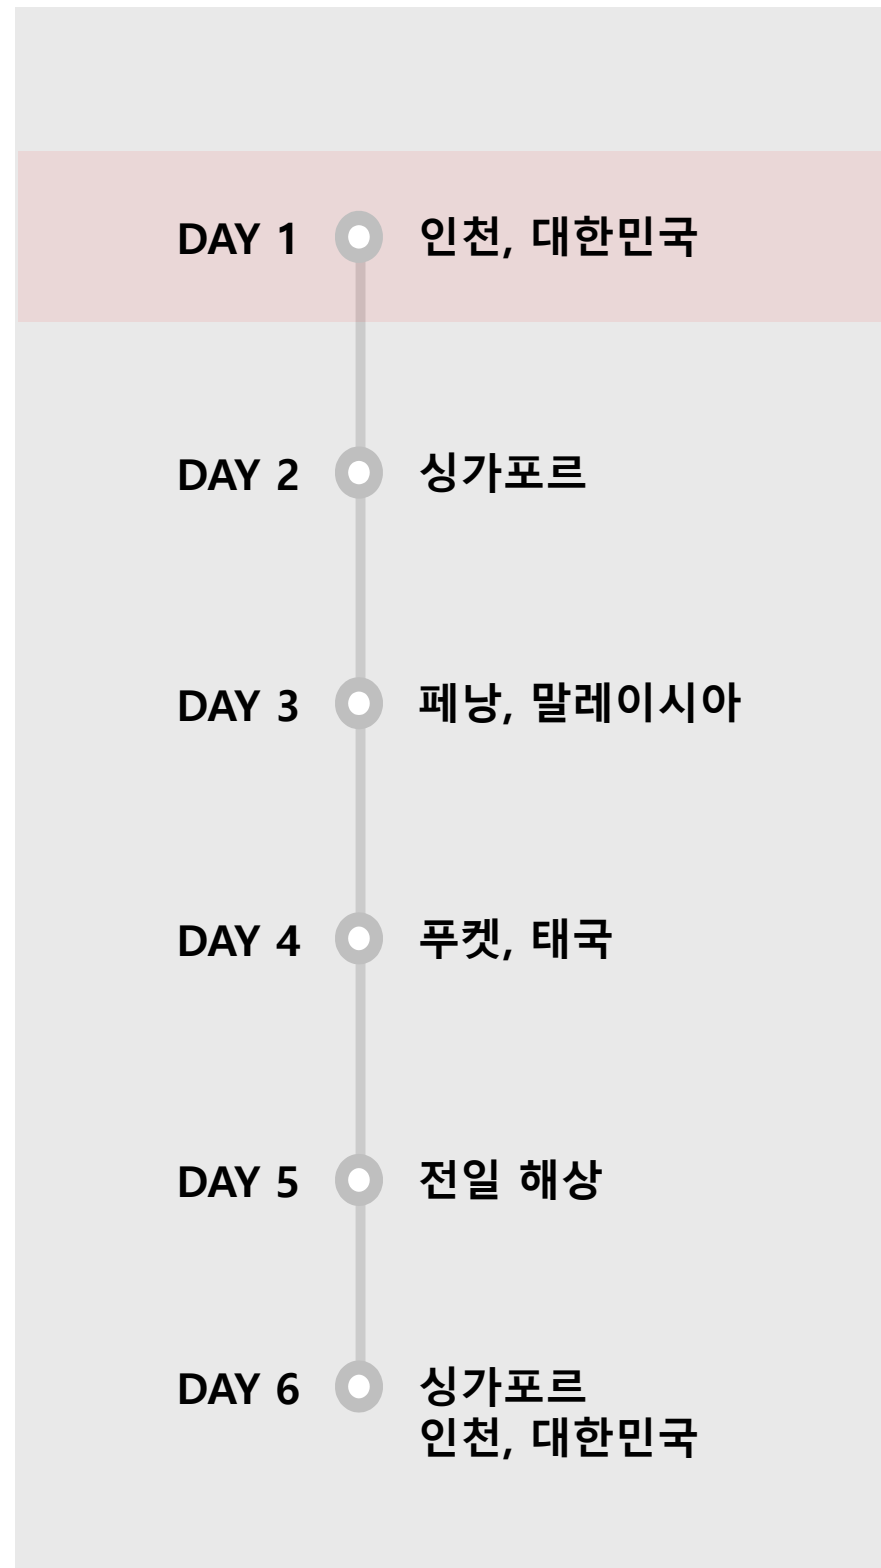 DAY 1 인천, 대한민국
DAY 2 싱가포르
DAY 3 페낭, 말레이시아
DAY 4 푸켓, 태국
DAY 5 전일 해상
DAY 6 싱가포르
인천, 대한민국